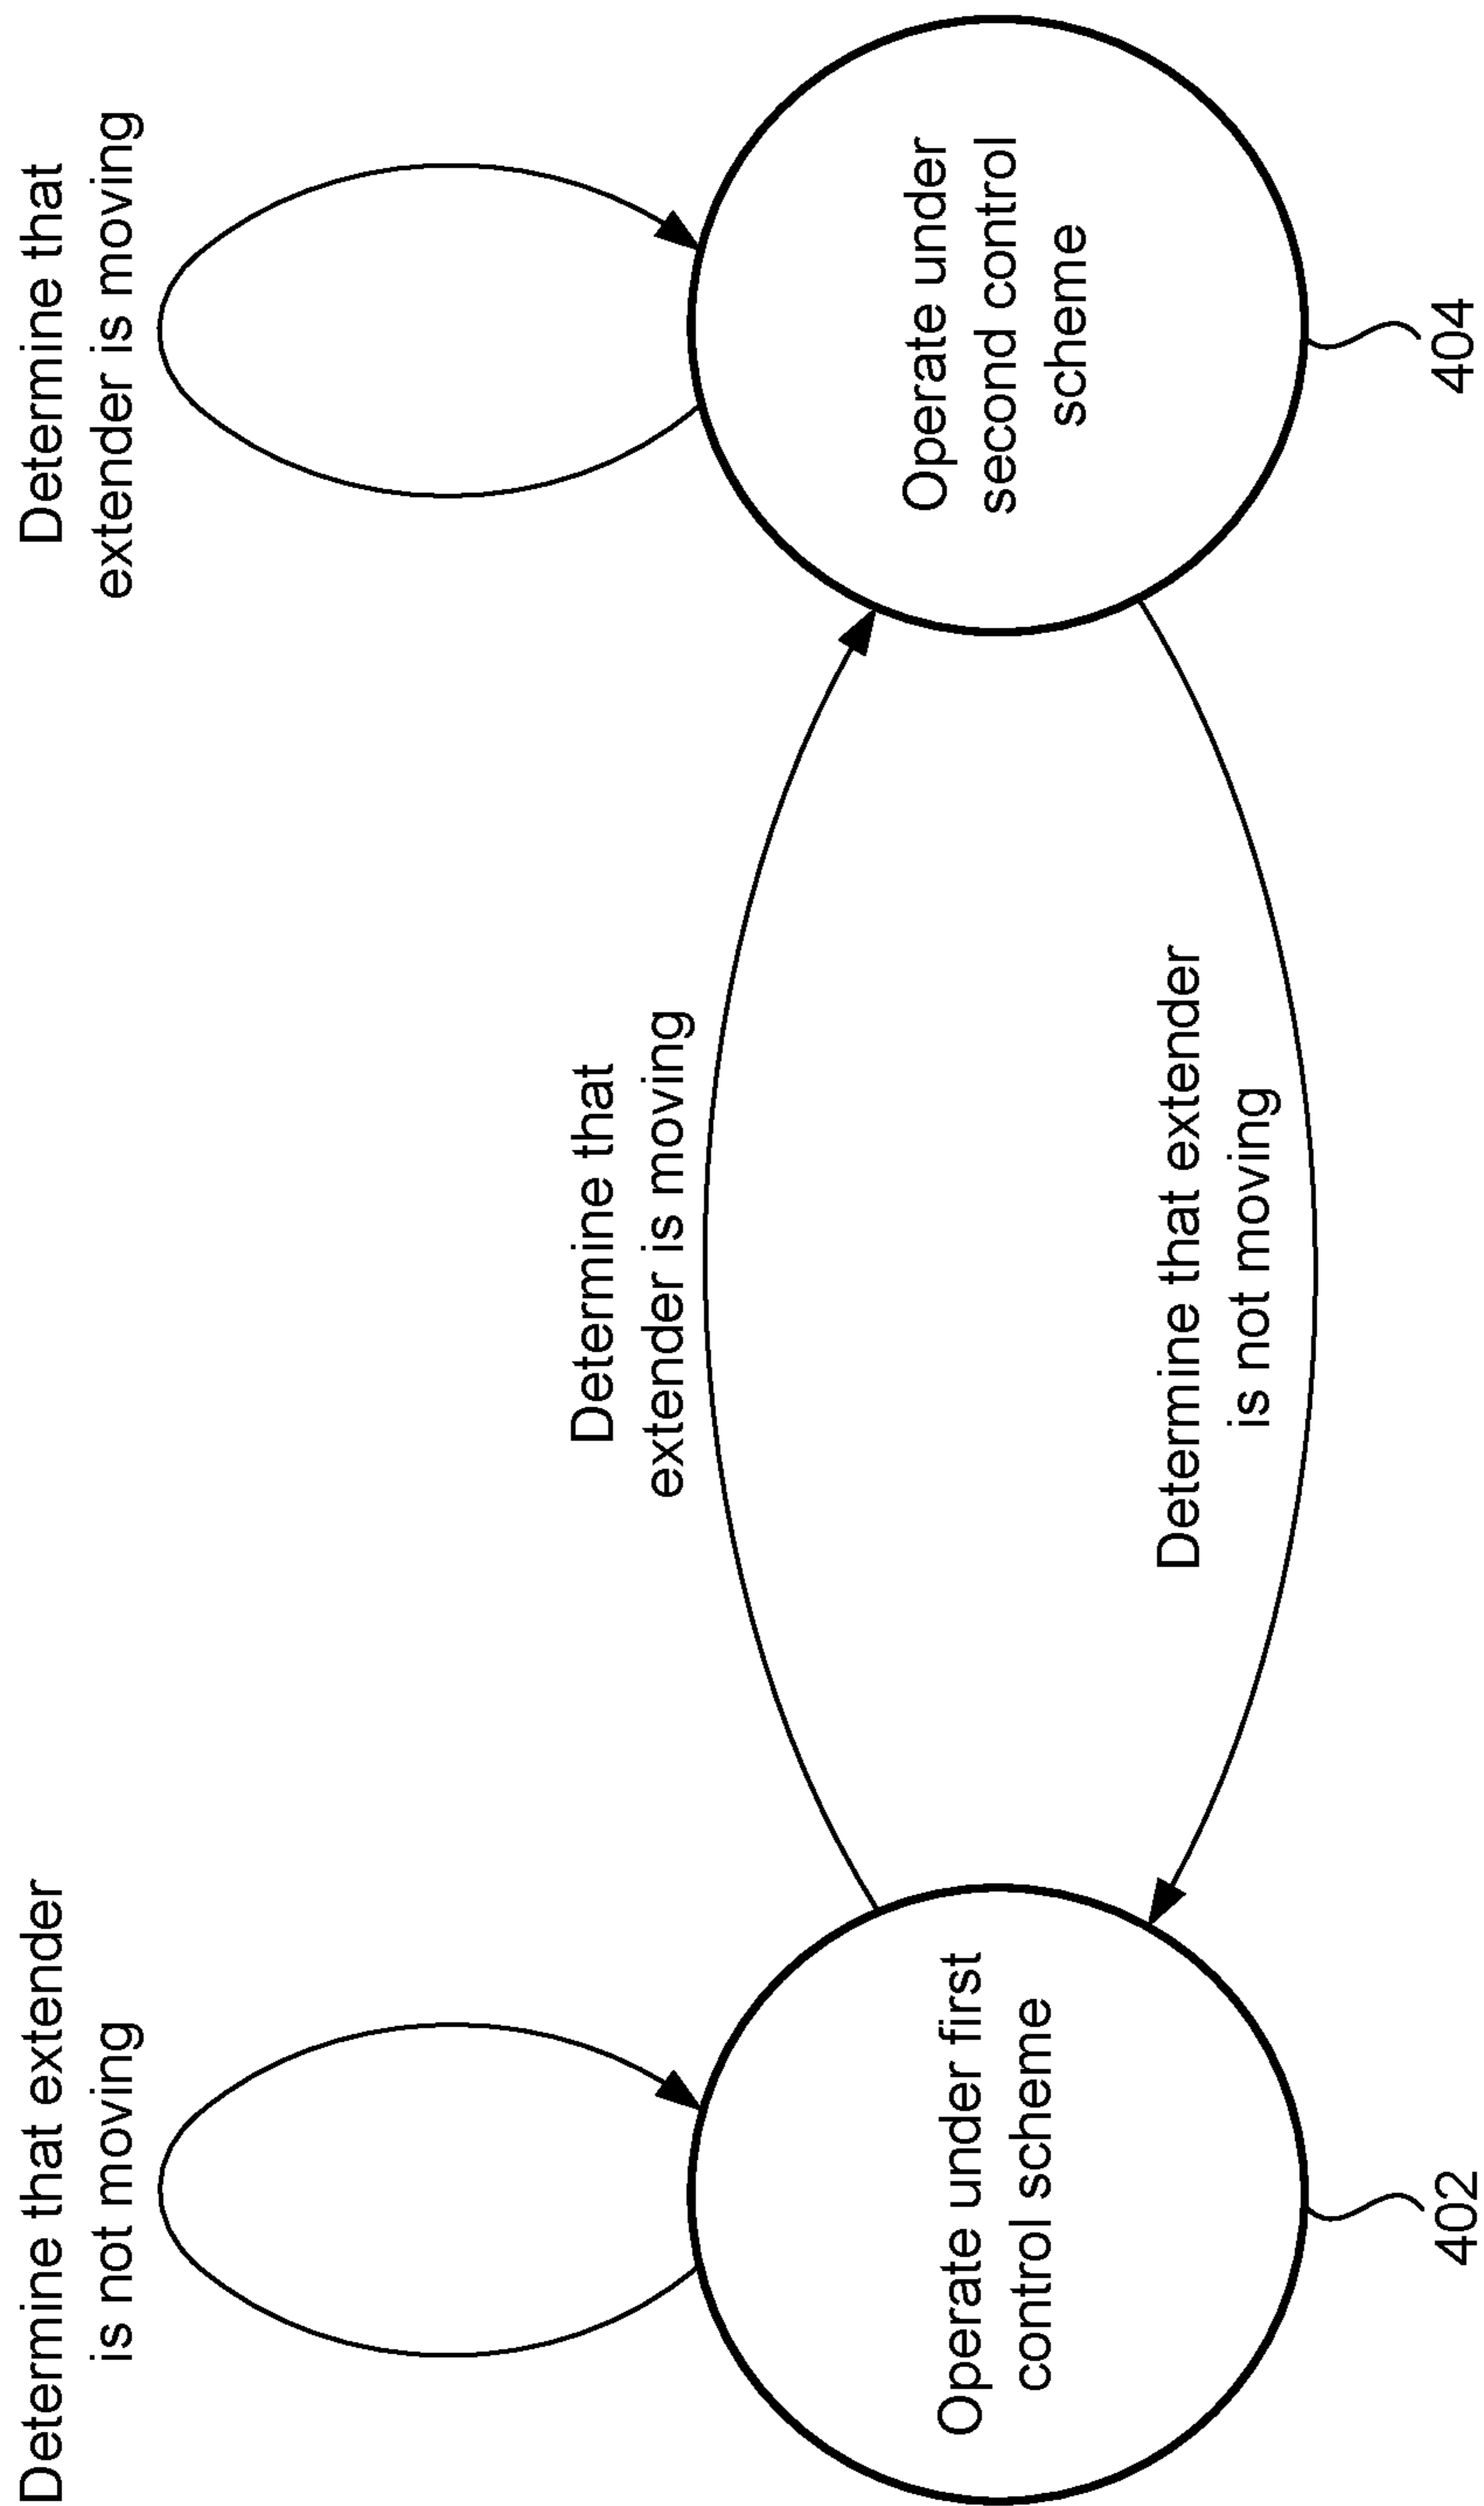 Determine that extender
is not moving
Determine that
extender is moving
Determine that
extender is moving
Operate under first
control scheme
Operate under
second control
scheme
Determine that extender
is not moving
402
404